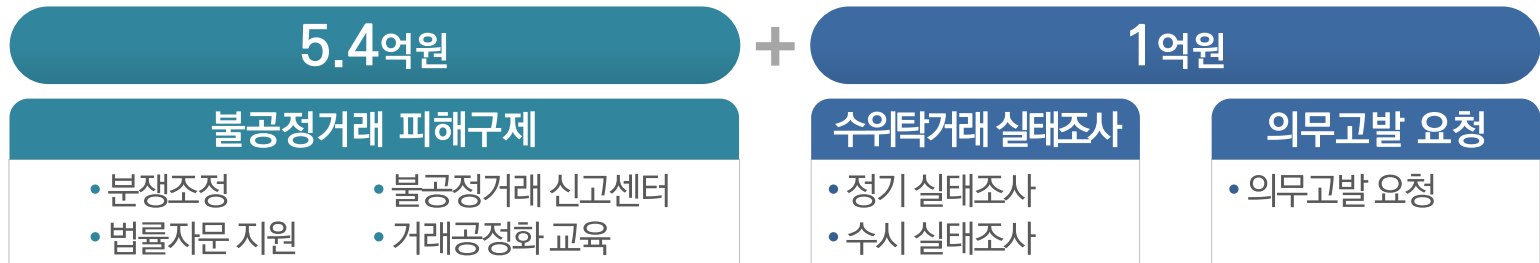 5.4억원 + 1억원
불공정거래 피해구제
• 분쟁조정
• 법률자문 지원
• 불공정거래 신고센터
• 거래공정화 교육
수위탁거래 실태조사
• 정기 실태조사
• 수시 실태조사
의무고발 요청
• 의무고발 요청